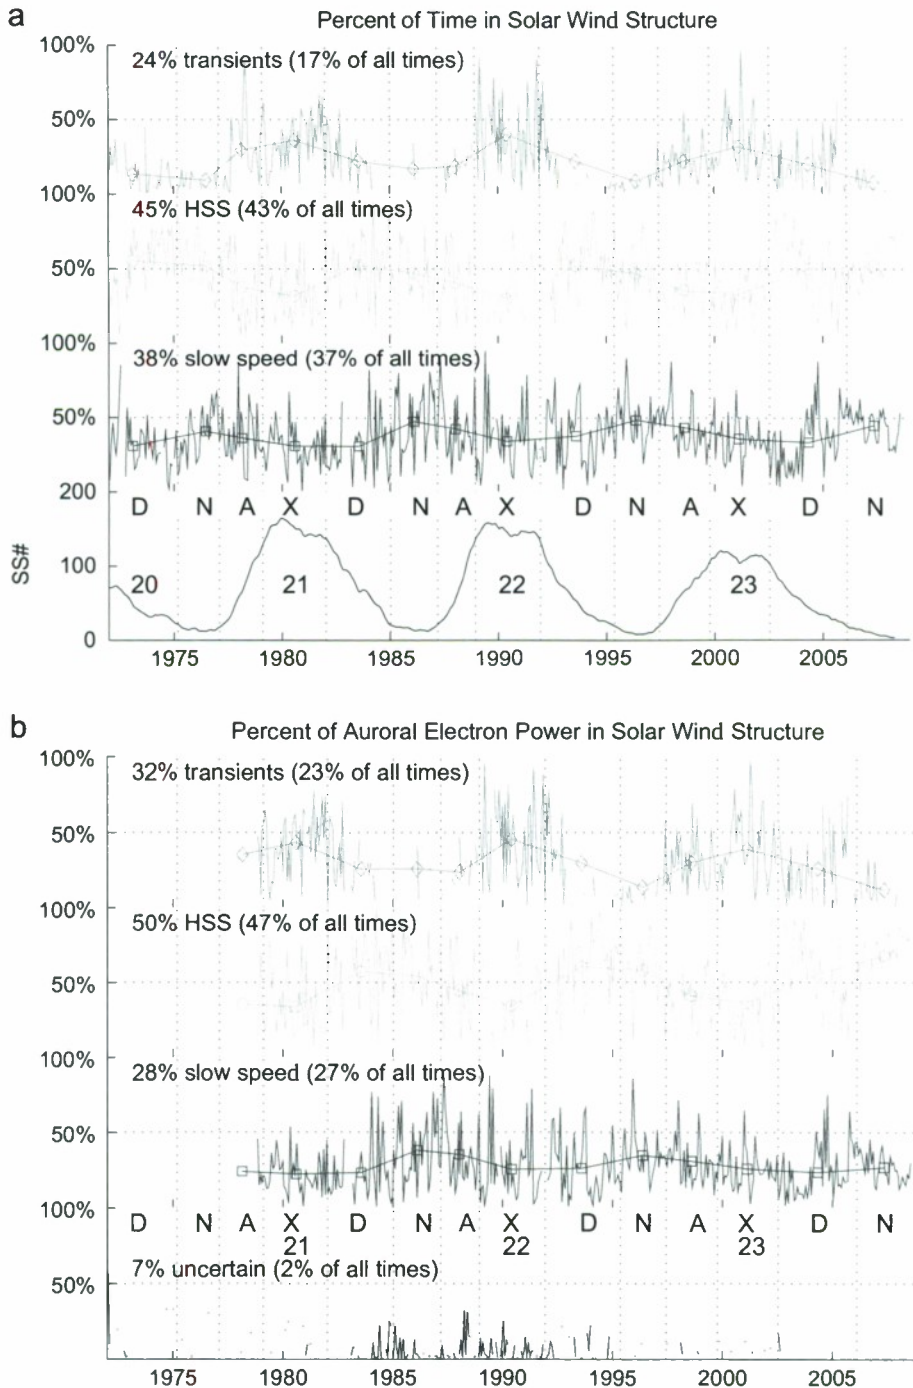 a
Percent of Time in Solar Wind Structure
100%
24% transients (17% of all times)
50%
100%
45% HSS (43% of all times)
50%
100%
38% slow speed (37% of all times)
50%
200
D N A X D N A X D N A X D N
SS#
100
20 21 22 23
0
1975 1980 1985 1990 1995 2000 2005
b
Percent of Auroral Electron Power in Solar Wind Structure
100%
32% transients (23% of all times)
50%
100%
50% HSS (47% of all times)
50%
100%
28% slow speed (27% of all times)
50%
100%
D N A X D N A X D N A X D N
21 22 23
7% uncertain (2% of all times)
50%
1975 1980 1985 1990 1995 2000 2005